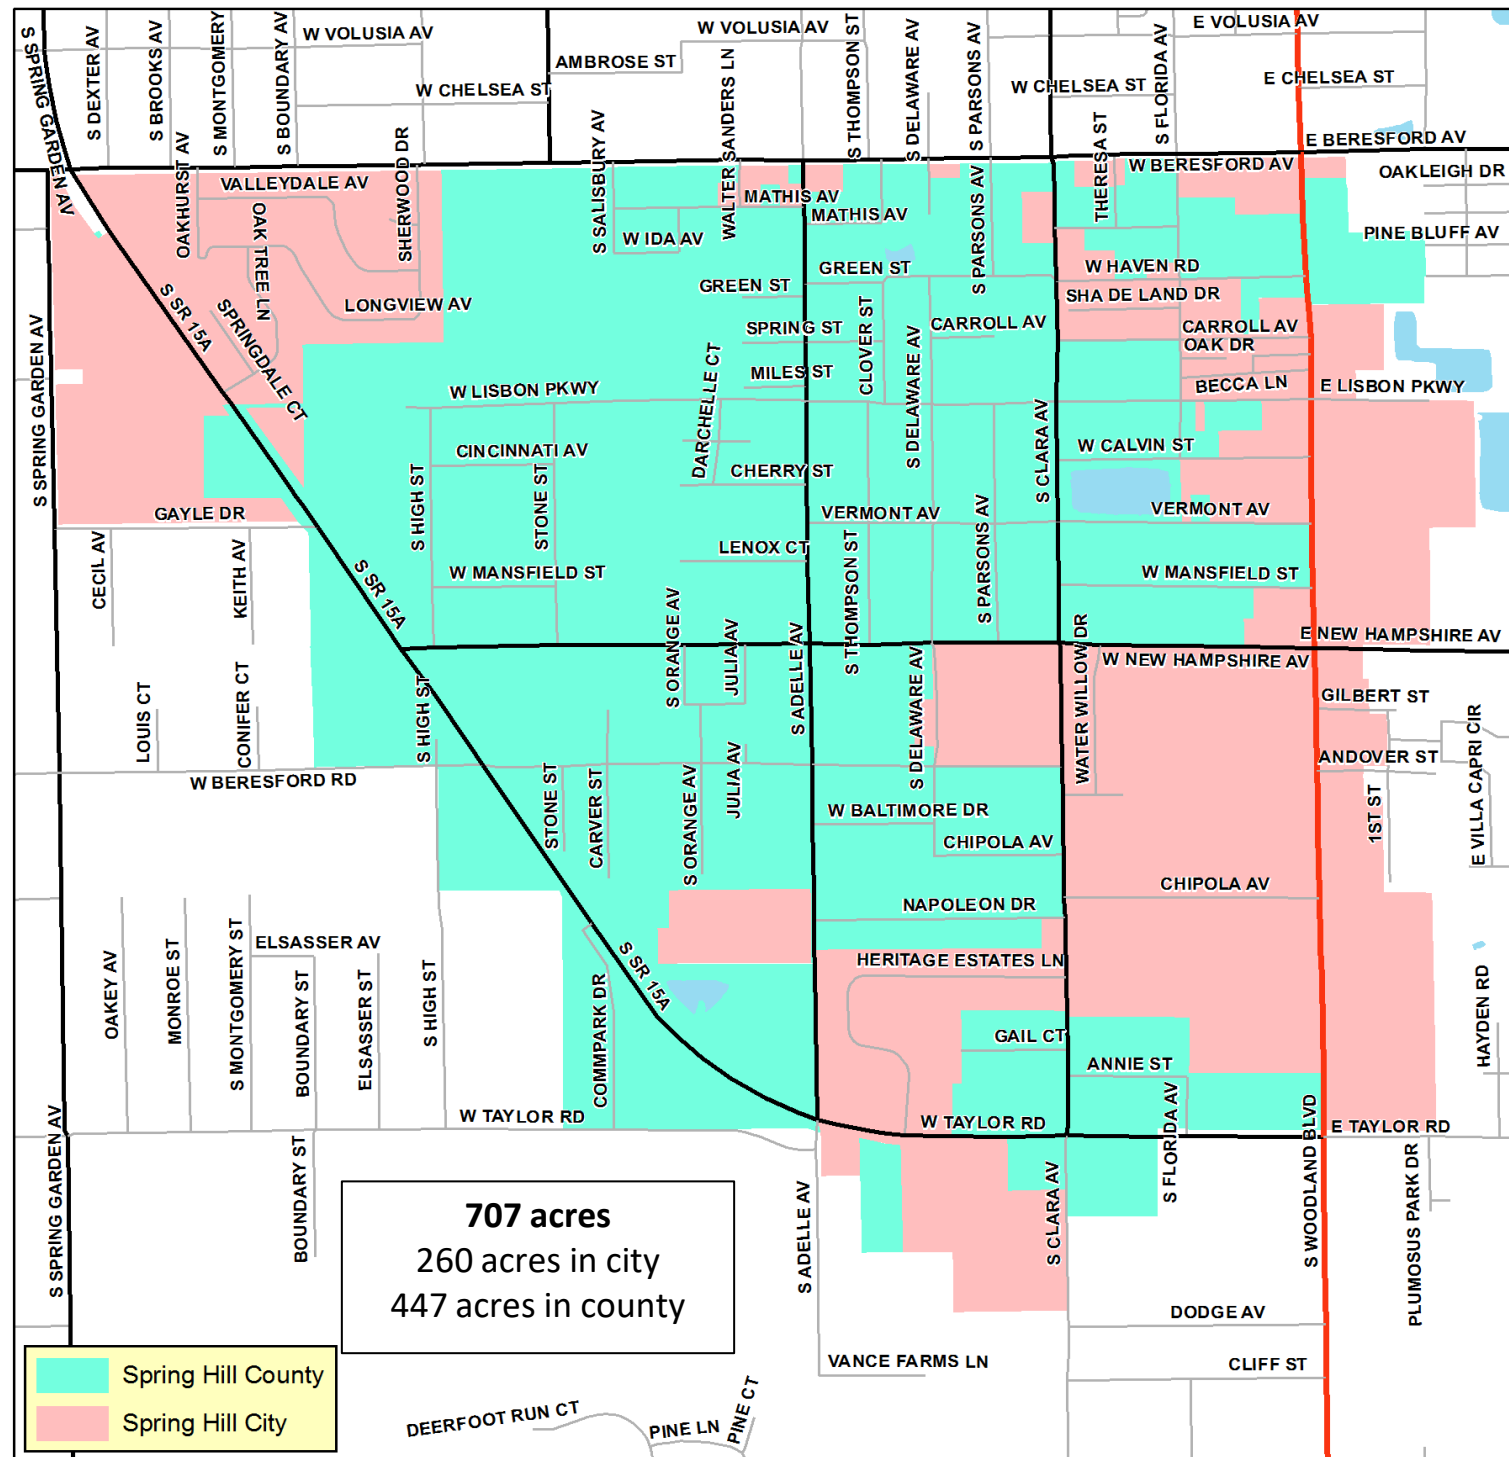 W VOLUSIA AV
W VOLUSIA AV
E VOLUSIA AV
S SPRING GARDEN AV
S DEXTER AV
S BROOKS AV
S MONTGOMERY
S BOUNDARY AV
AMBROSE ST
W CHELSEA ST
WALTER SANDERS LN
S THOMPSON ST
S DELAWARE AV
S PARSONS AV
W CHELSEA ST
S FLORIDA AV
E CHELSEA ST
E BERESFORD AV
W BERESFORD AV
OAKLEIGH DR
VALLEYDALE AV
OAKHURST AV
SHERWOOD DR
S SALISBURY AV
MATHIS AV
MATHIS AV
THERESA ST
OAK TREE LN
W IDA AV
S PARSONS AV
PINE BLUFF AV
GREEN ST
GREEN ST
W HAVEN RD
S SR 15A
SPRINGDALE CT
LONGVIEW AV
SHA DE LAND DR
SPRING ST
CLOVER ST
CARROLL AV
CARROLL AV
OAK DR
S SPRING GARDEN AV
DARCHELLE CT
MILES ST
S DELAWARE AV
BECCA LN
E LISBON PKWY
W LISBON PKWY
S CLARA AV
CINCINNATI AV
W CALVIN ST
CHERRY ST
S HIGH ST
STONE ST
GAYLE DR
VERMONT AV
VERMONT AV
S PARSONS AV
CECIL AV
KEITH AV
S SR 15A
LENOX CT
S THOMPSON ST
W MANSFIELD ST
W MANSFIELD ST
S ORANGE AV
JULIA AV
S ADELLE AV
S DELAWARE AV
WATER WILLOW DR
E NEW HAMPSHIRE AV
W NEW HAMPSHIRE AV
LOUIS CT
CONIFER CT
S HIGH ST
GILBERT ST
E VILLA CAPRI CIR
ANDOVER ST
W BERESFORD RD
STONE ST
CARVER ST
S ORANGE AV
JULIA AV
W BALTIMORE DR
CHIPOLA AV
1ST ST
CHIPOLA AV
NAPOLEON DR
OAKEY AV
MONROE ST
S MONTGOMERY ST
ELSASSER AV
BOUNDARY ST
ELSASSER ST
S HIGH ST
COMMPARK DR
S SR 15A
HERITAGE ESTATES LN
HAYDEN RD
GAIL CT
ANNIE ST
S FLORIDA AV
W TAYLOR RD
W TAYLOR RD
E TAYLOR RD
S SPRING GARDEN AV
BOUNDARY ST
S ADELLE AV
S CLARA AV
S WOODLAND BLVD
PLUMOSUS PARK DR
707 acres
260 acres in city
447 acres in county
DODGE AV
VANCE FARMS LN
CLIFF ST
Spring Hill County
Spring Hill City
DEERFOOT RUN CT
PINE LN
PINE CT